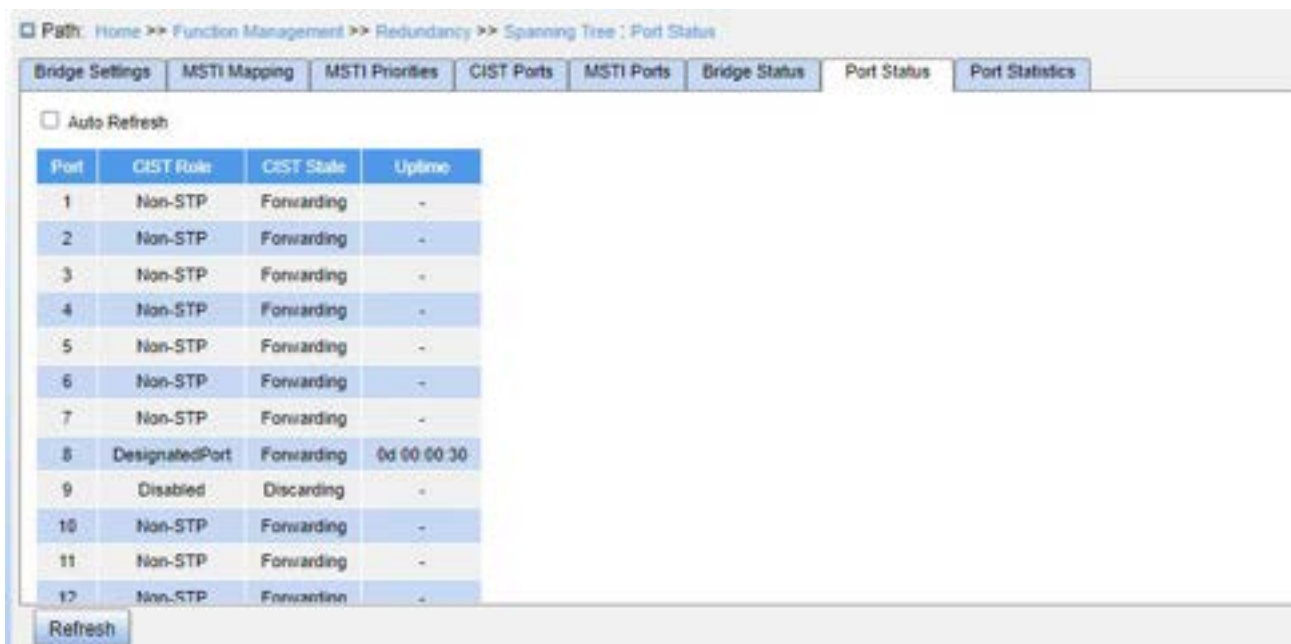 Path: Home >> Function Management >> Redundancy >> Spanning Tree : Port Status
Bridge Settings MSTI Mapping MSTI Priorities CIST Ports MSTI Ports Bridge Status Port Status Port Statistics
Auto Refresh
Port CIST Role CIST State Uptime
1 Non-STP Forwarding -
2 Non-STP Forwarding -
3 Non-STP Forwarding -
4 Non-STP Forwarding -
5 Non-STP Forwarding -
6 Non-STP Forwarding -
7 Non-STP Forwarding -
8 DesignatedPort Forwarding 0d 00:00:30
9 Disabled Discarding -
10 Non-STP Forwarding -
11 Non-STP Forwarding -
12 Non-STP Forwarding -
Refresh